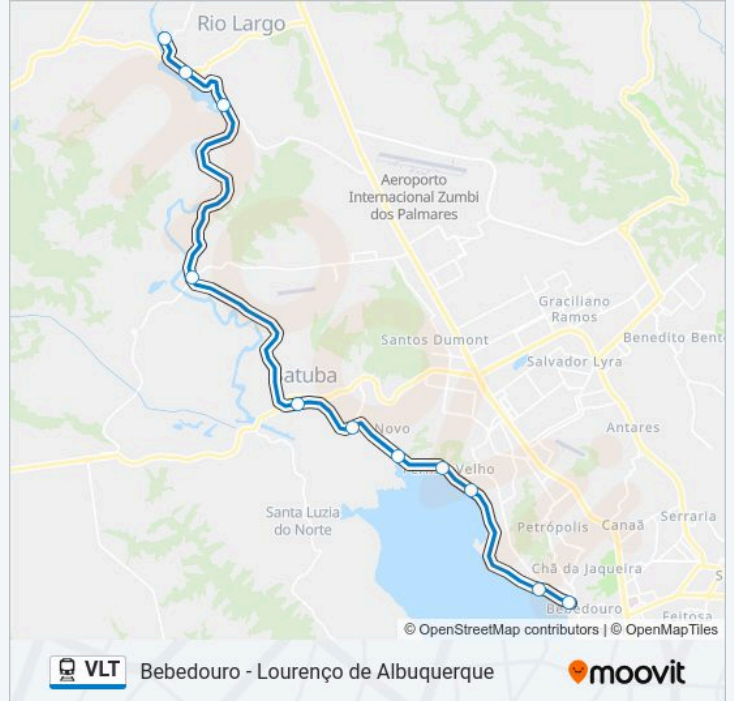 Rio Largo
Aeroporto
Internacional Zumbi
dos Palmares
Graciliano
Ramos
Santos Dumont
Benedito Bent
Salvador Lyra
atuba
Novo
Antares
Velho
Santa Luzia
do Norte
Petrópolis
Canaã
Serraria
Chã da Jaqueira
S
Bebedouro
Feitosa
© OpenStreetMap contributors | © OpenMapTiles
VLT
Bebedouro - Lourenço de Albuquerque
moovit